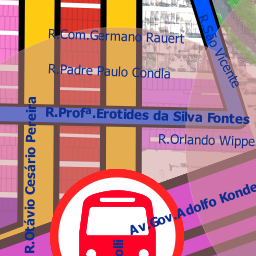 R.Com.Germano Rauert
R.São Vicente
R.Padre Paulo Condla
R.Profª.Erotides da Silva Fontes
R.Orlando Wippe
R.Otávio Cesário Pereira
Av.Gov.Adolfo Konde
olli